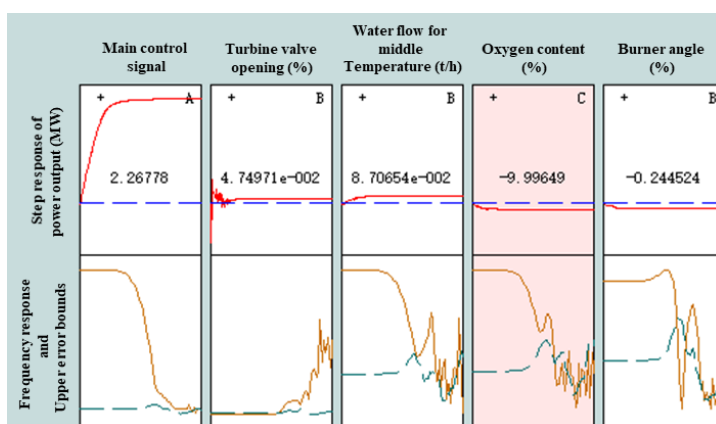 Main control
signal
Turbine valve
opening (%)
Water flow for
middle
Temperature (t/h)
Oxygen content
(%)
Burner angle
(%)
Step response of
power output (MW)
+ A
2.26778
+ B
4.74971e-002
+ B
8.70654e-002
+ C
-9.99649
+ B
-0.244524
Frequency response
and
Upper error bounds